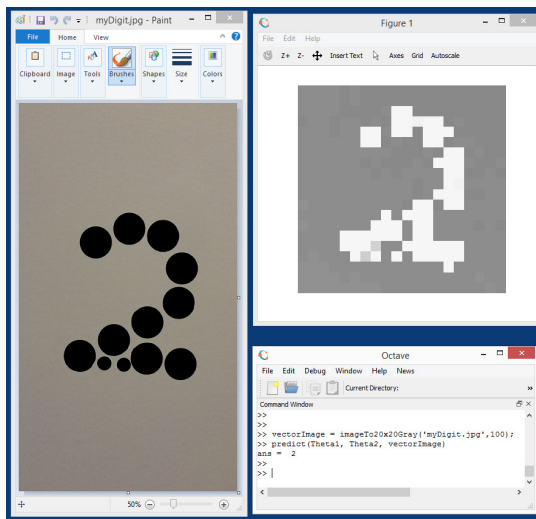 myDigit.jpg - Paint
File Home View
Clipboard Image Tools Brushes Shapes Size Colors
50%
Figure 1
File Edit Help
Z+ Z- Insert Text Axes Grid Autoscale
Octave
File Edit Debug Window Help News
Current Directory:
Command Window
>>
>>
>> vectorImage = imageTo20x20Gray('myDigit.jpg',100);
>> predict(Theta1, Theta2, vectorImage)
ans = 2
>>
>>